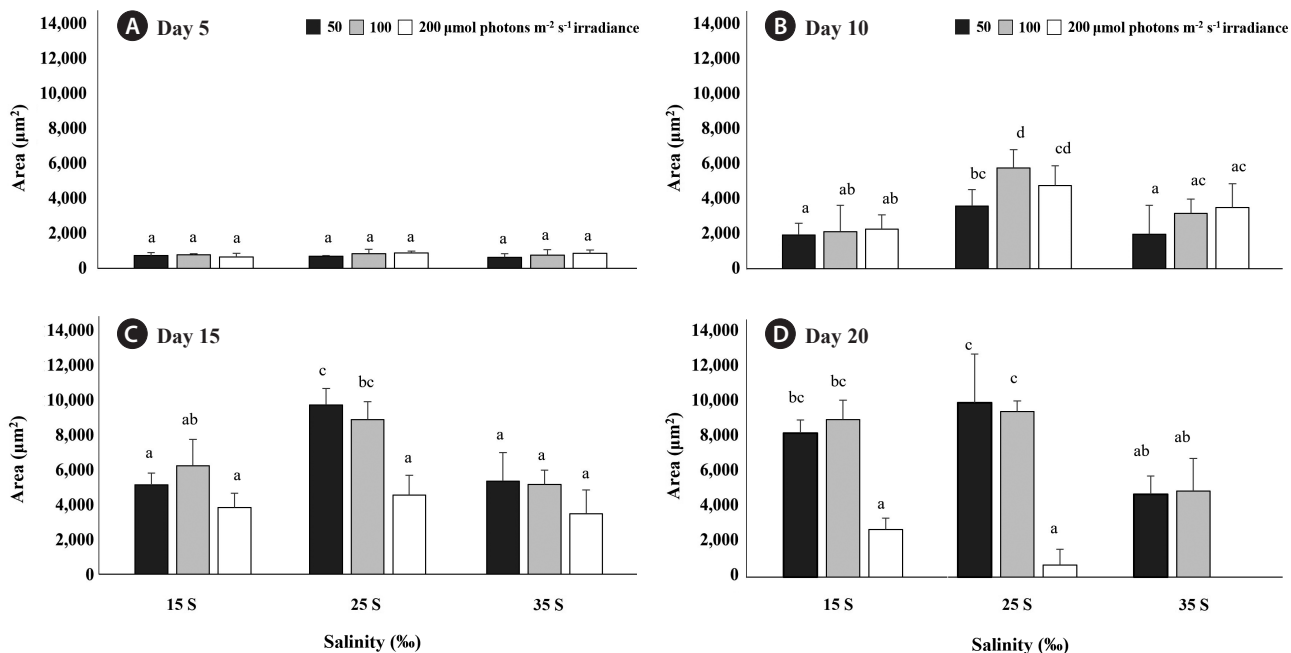 A Day 5
50 100 200 µmol photons m-2 s-1 irradiance
14,000
12,000
10,000
8,000
6,000
4,000
2,000
0
Area (µm2)
a a a a a a a a a
B Day 10
50 100 200 µmol photons m-2 s-1 irradiance
14,000
12,000
10,000
8,000
6,000
4,000
2,000
0
Area (µm2)
a ab ab bc d cd a ac ac
C Day 15
14,000
12,000
10,000
8,000
6,000
4,000
2,000
0
Area (µm2)
a ab a c bc a a a a
15 S 25 S 35 S
Salinity (‰)
D Day 20
14,000
12,000
10,000
8,000
6,000
4,000
2,000
0
Area (µm2)
bc bc a c c a ab ab
15 S 25 S 35 S
Salinity (‰)